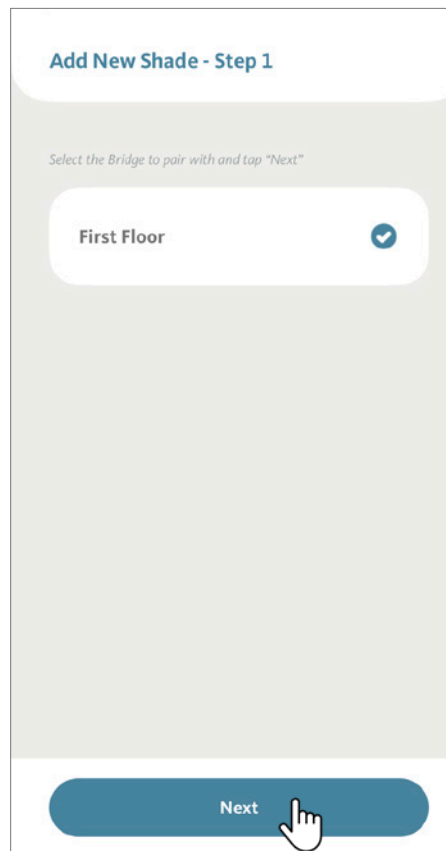 Add New Shade - Step 1
Select the Bridge to pair with and tap “Next”
First Floor
Next